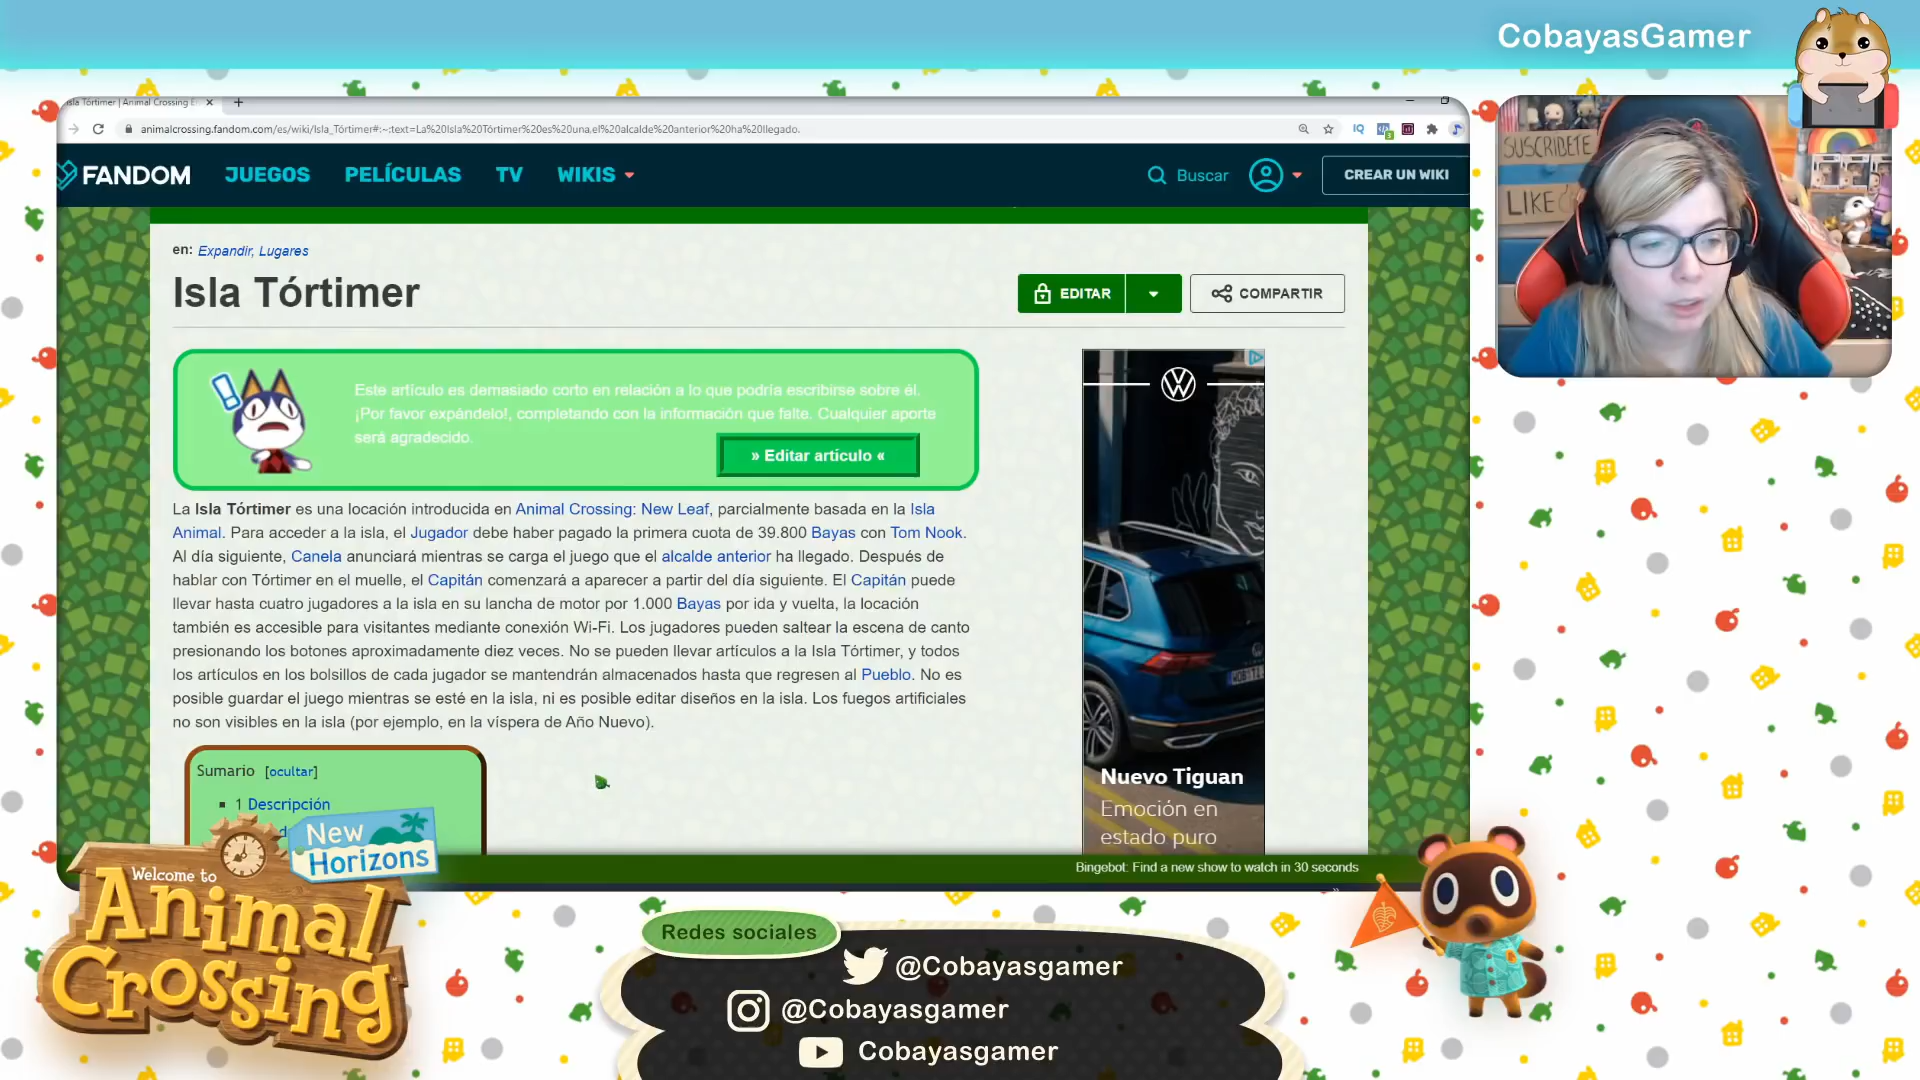 CobayasGamer
Isla Tórtimer | Animal Crossing E
animalcrossing.fandom.com/es/wiki/Isla_Tórtimer#:~:text=La%20Isla%20Tórtimer%20es%20una,el%20alcalde%20anterior%20ha%20llegado.
IQ
FANDOM
JUEGOS
PELÍCULAS
TV
WIKIS
Buscar
CREAR UN WIKI
SUSCRIBETE
LIKE
en: Expandir, Lugares
Isla Tórtimer
EDITAR
COMPARTIR
Este artículo es demasiado corto en relación a lo que podría escribirse sobre él.
¡Por favor expándelo!, completando con la información que falte. Cualquier aporte
será agradecido.
» Editar artículo «
La Isla Tórtimer es una locación introducida en Animal Crossing: New Leaf, parcialmente basada en la Isla
Animal. Para acceder a la isla, el Jugador debe haber pagado la primera cuota de 39.800 Bayas con Tom Nook.
Al día siguiente, Canela anunciará mientras se carga el juego que el alcalde anterior ha llegado. Después de
hablar con Tórtimer en el muelle, el Capitán comenzará a aparecer a partir del día siguiente. El Capitán puede
llevar hasta cuatro jugadores a la isla en su lancha de motor por 1.000 Bayas por ida y vuelta, la locación
también es accesible para visitantes mediante conexión Wi-Fi. Los jugadores pueden saltear la escena de canto
presionando los botones aproximadamente diez veces. No se pueden llevar artículos a la Isla Tórtimer, y todos
los artículos en los bolsillos de cada jugador se mantendrán almacenados hasta que regresen al Pueblo. No es
posible guardar el juego mientras se esté en la isla, ni es posible editar diseños en la isla. Los fuegos artificiales
no son visibles en la isla (por ejemplo, en la víspera de Año Nuevo).
Sumario [ocultar]
1 Descripción
Nuevo Tiguan
Emoción en
estado puro
Bingebot: Find a new show to watch in 30 seconds
New
Horizons
Welcome to
Animal
Crossing
Redes sociales
@Cobayasgamer
@Cobayasgamer
Cobayasgamer